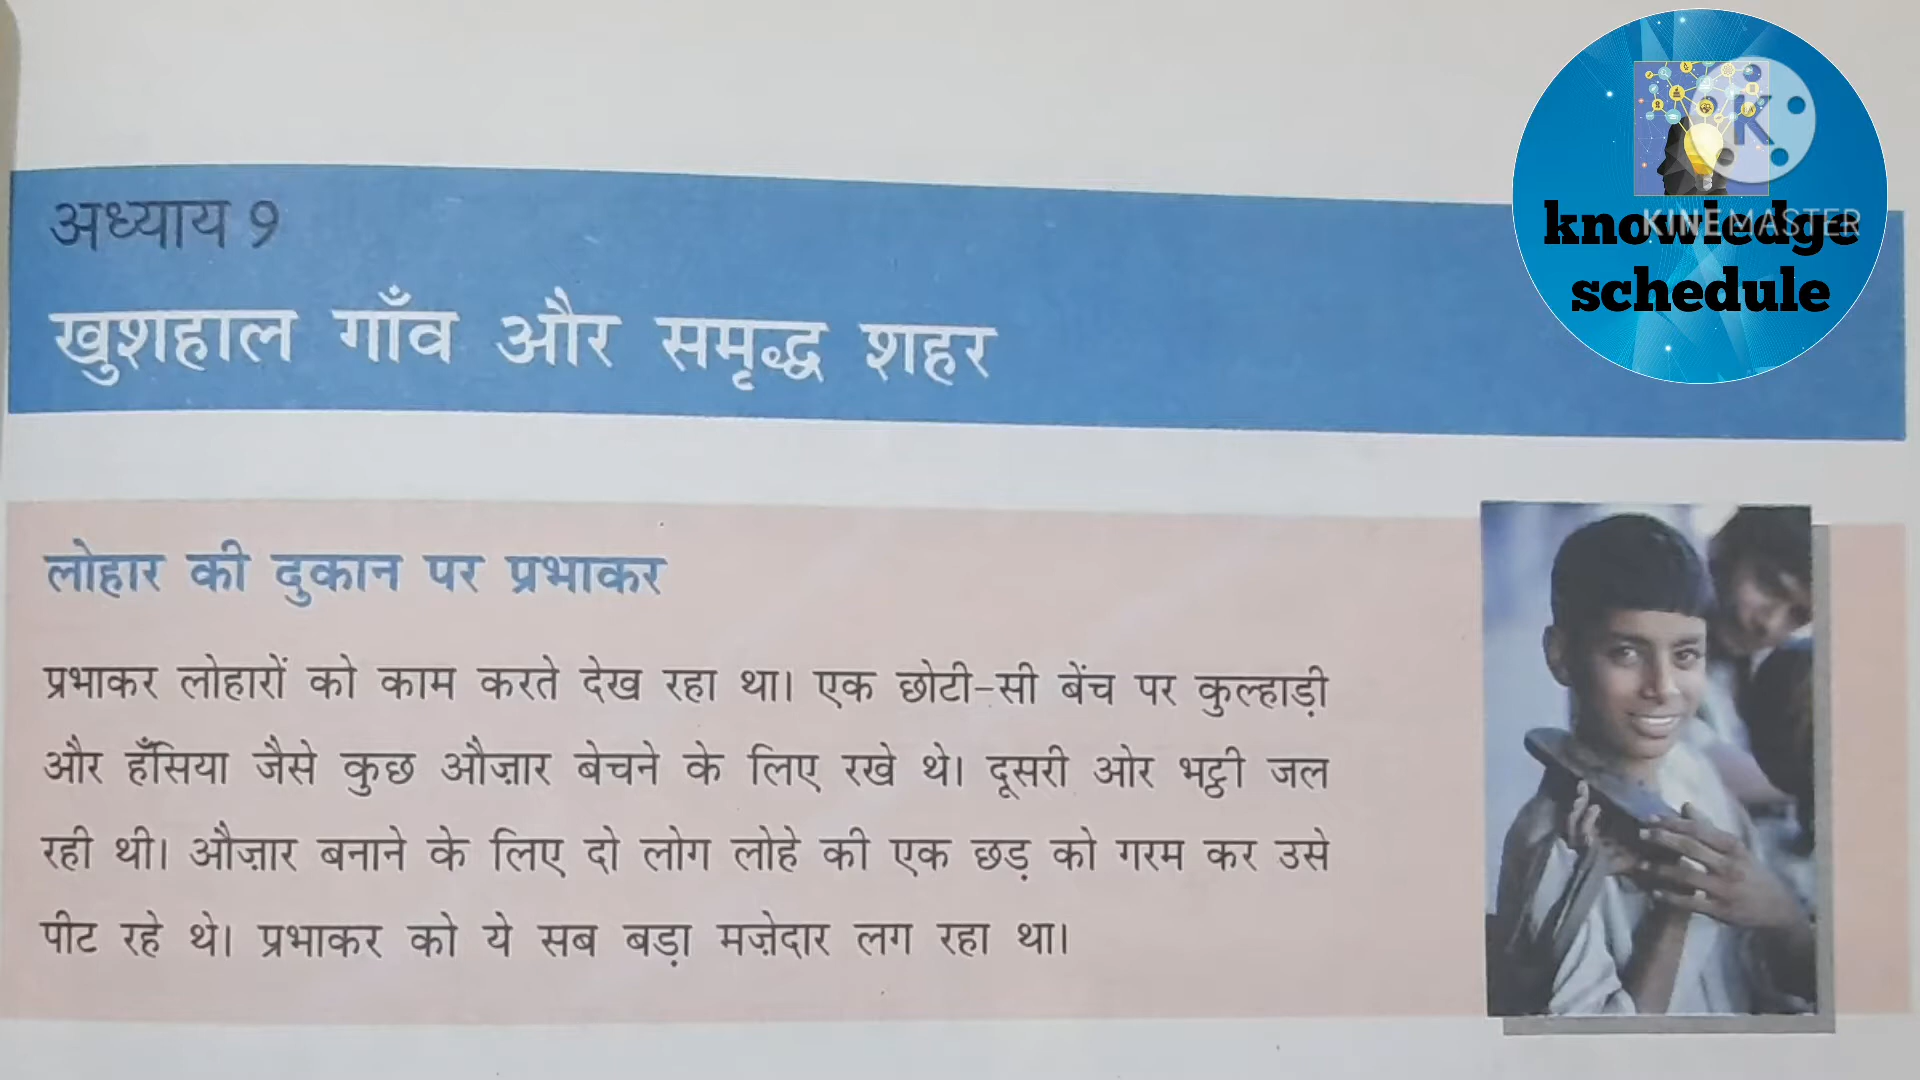 अध्याय 9
खुशहाल गाँव और समृद्ध शहर
knowledge
schedule
KINEMASTER
लोहार की दुकान पर प्रभाकर
प्रभाकर लोहारों को काम करते देख रहा था। एक छोटी-सी बेंच पर कुल्हाड़ी
और हँसिया जैसे कुछ औज़ार बेचने के लिए रखे थे। दूसरी ओर भट्ठी जल
रही थी। औज़ार बनाने के लिए दो लोग लोहे की एक छड़ को गरम कर उसे
पीट रहे थे। प्रभाकर को ये सब बड़ा मज़ेदार लग रहा था।